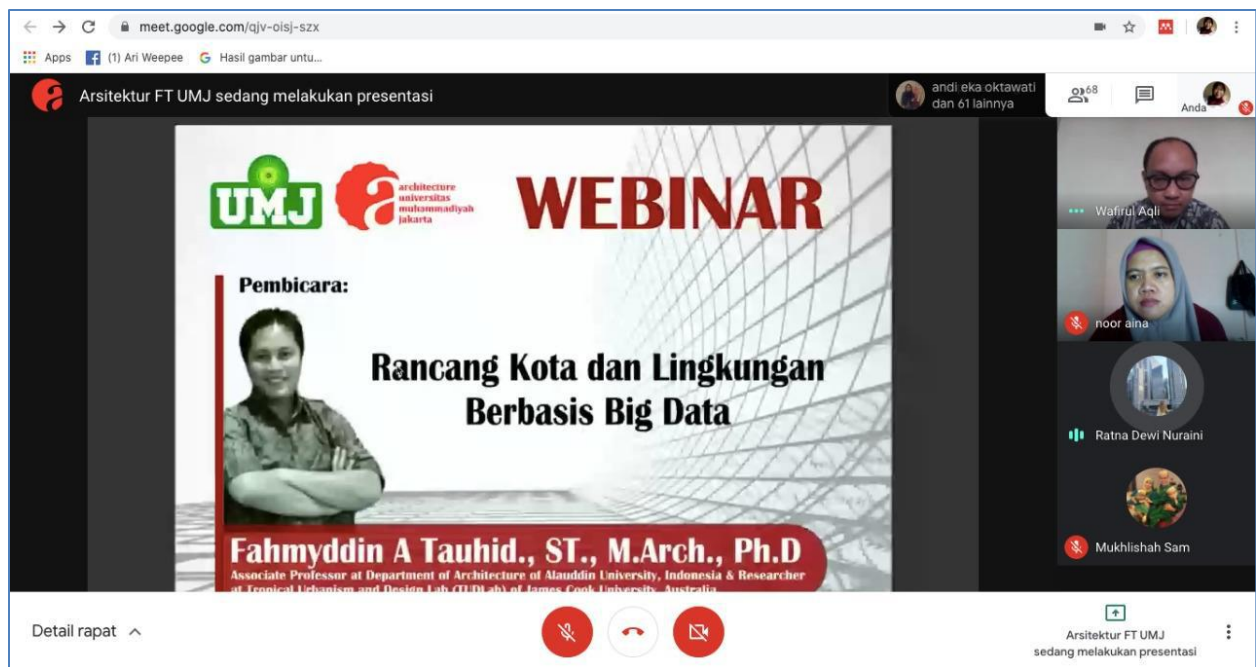 meet.google.com/qjv-oisj-szx
Apps (1) Ari Weepee Hasil gambar untu...
Arsitektur FT UMJ sedang melakukan presentasi
andi eka oktawati
dan 61 lainnya
68
Anda
UMJ
architecture
universitas
muhammadiyah
jakarta
WEBINAR
Pembicara:
Rancang Kota dan Lingkungan
Berbasis Big Data
Fahmyddin A Tauhid., ST., M.Arch., Ph.D
Associate Professor at Department of Architecture of Alauddin University, Indonesia & Researcher
at Tropical Urbanism and Design Lab (TUDLab) of James Cook University, Australia
Wafirul Aqli
noor aina
Ratna Dewi Nuraini
Mukhlishah Sam
Detail rapat
Arsitektur FT UMJ
sedang melakukan presentasi